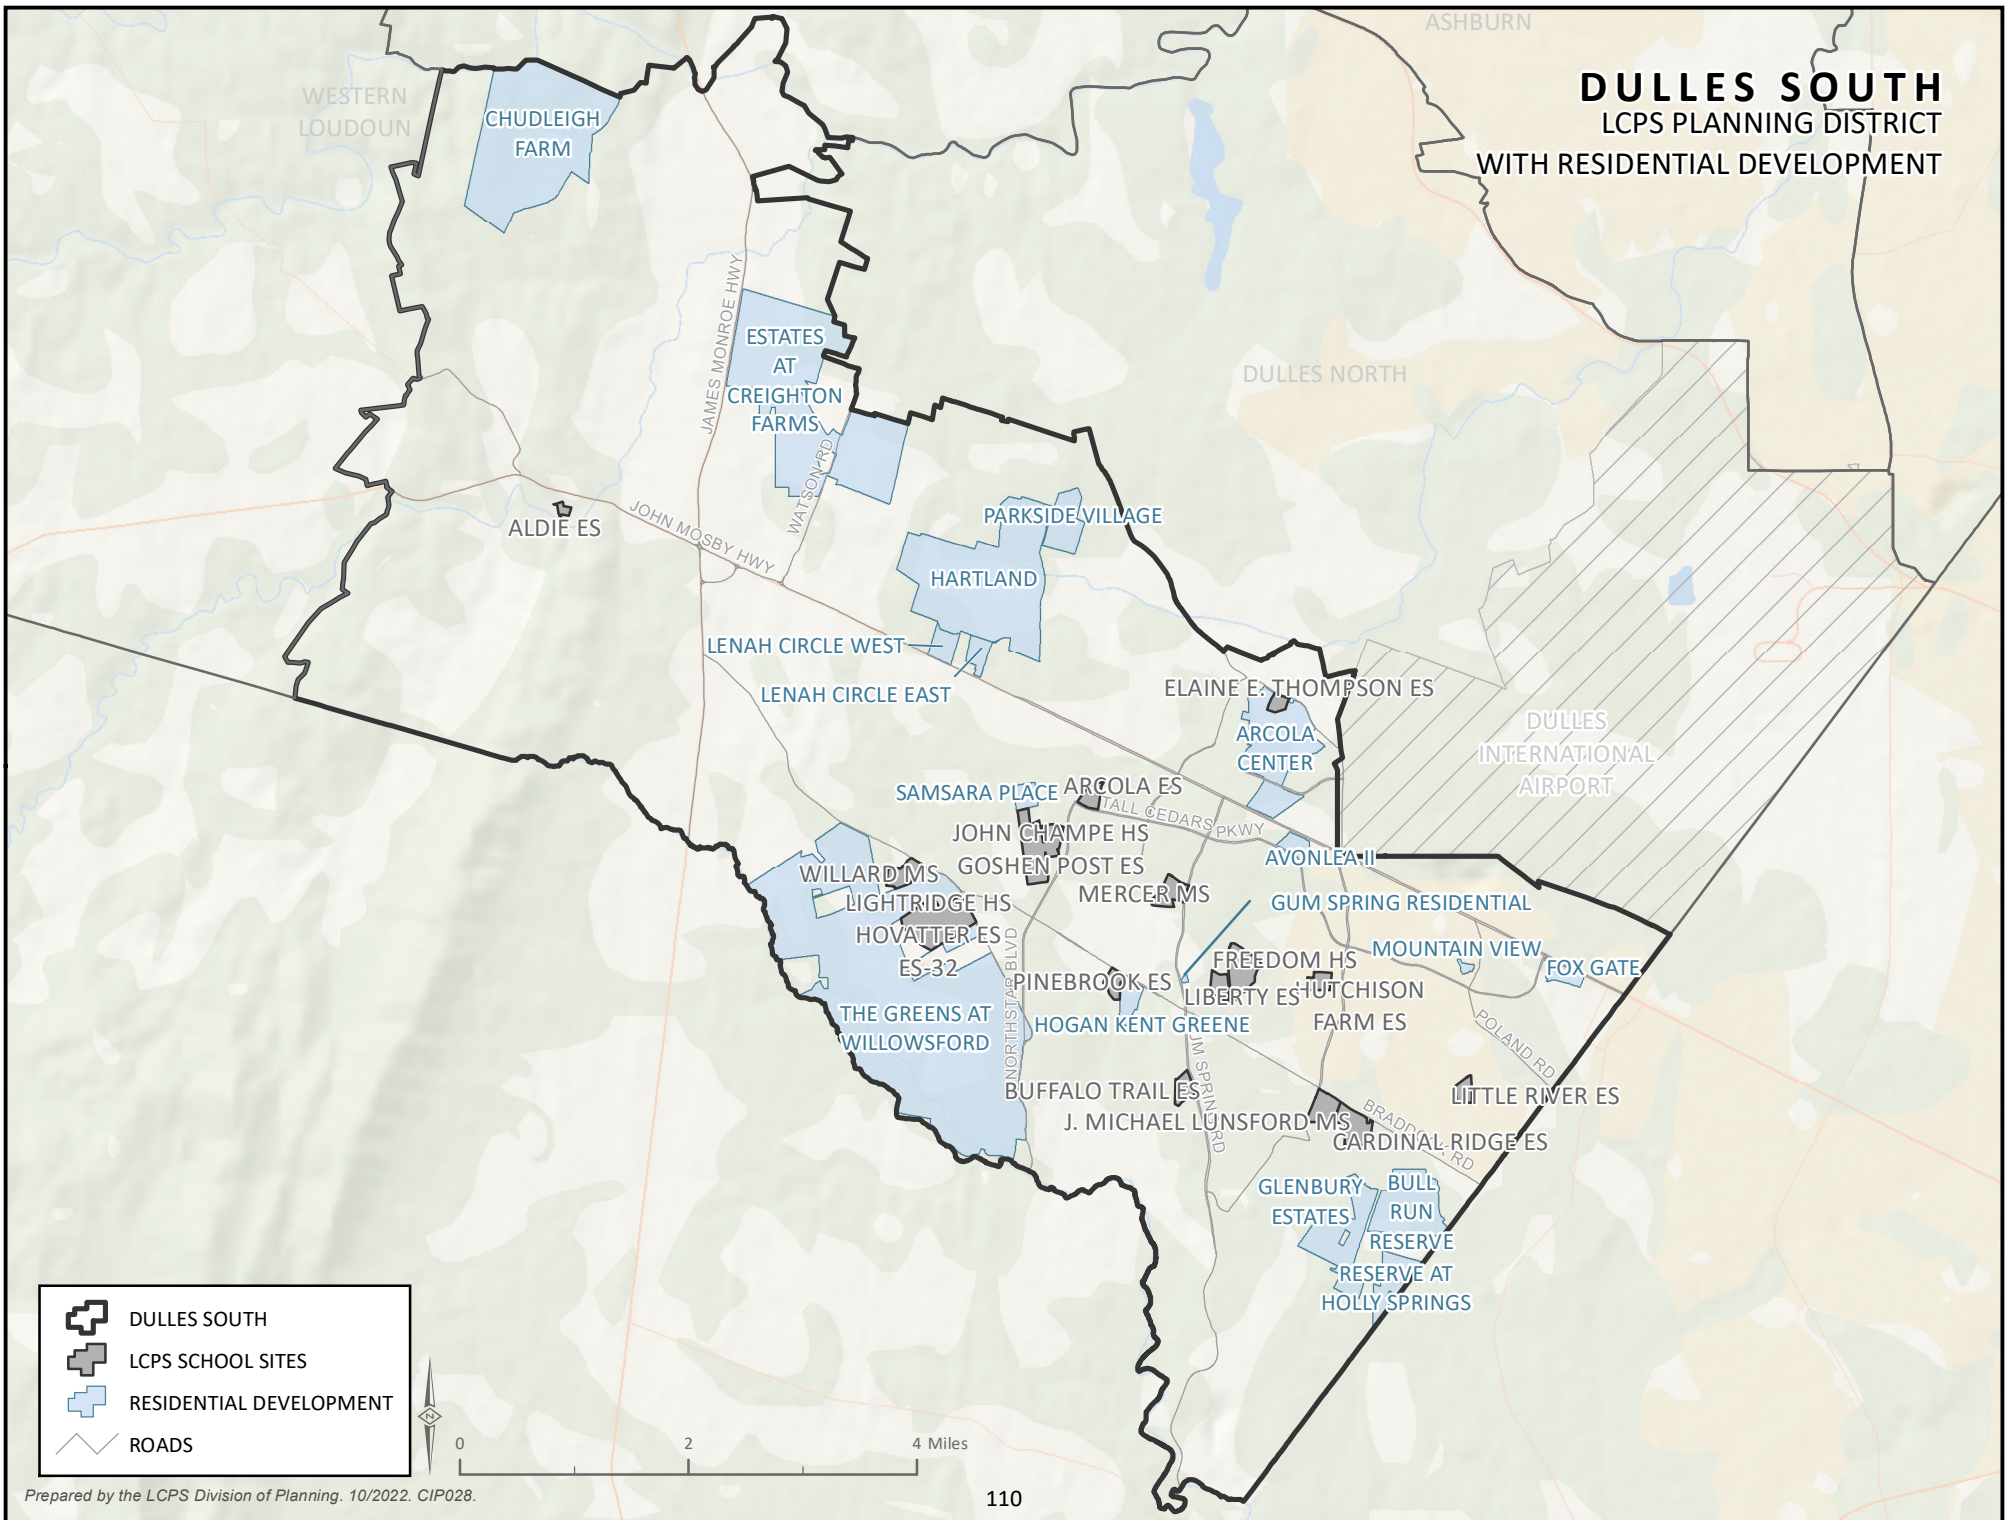 ASHBURN
DULLES SOUTH
LCPS PLANNING DISTRICT
WITH RESIDENTIAL DEVELOPMENT
WESTERN
LOUDOUN
CHUDLEIGH
FARM
JAMES MONROE HWY
ESTATES
AT
CREIGHTON
FARMS
DULLES NORTH
WATSON RD
ALDIE ES
JOHN MOSBY HWY
PARKSIDE VILLAGE
HARTLAND
LENAH CIRCLE WEST
LENAH CIRCLE EAST
ELAINE E. THOMPSON ES
ARCOLA
CENTER
DULLES
INTERNATIONAL
AIRPORT
SAMSARA PLACE
ARCOLA ES
TALL CEDARS PKWY
JOHN CHAMPE HS
GOSHEN POST ES
AVONLEA II
WILLARD MS
MERCER MS
LIGHTRIDGE HS
GUM SPRING RESIDENTIAL
HOVATTER ES
ES-32
NORTHSTAR BLVD
MOUNTAIN VIEW
FREEDOM HS
FOX GATE
PINEBROOK ES
LIBERTY ES
HUTCHISON
FARM ES
THE GREENS AT
WILLOWSFORD
HOGAN KENT GREENE
POLAND RD
GUM SPRING RD
BUFFALO TRAIL ES
LITTLE RIVER ES
J. MICHAEL LUNSFORD MS
BRADDOCK RD
CARDINAL RIDGE ES
GLENBURY
ESTATES
BULL
RUN
RESERVE
RESERVE AT
HOLLY SPRINGS
DULLES SOUTH
LCPS SCHOOL SITES
RESIDENTIAL DEVELOPMENT
ROADS
N
0 2 4 Miles
Prepared by the LCPS Division of Planning. 10/2022. CIP028.
110